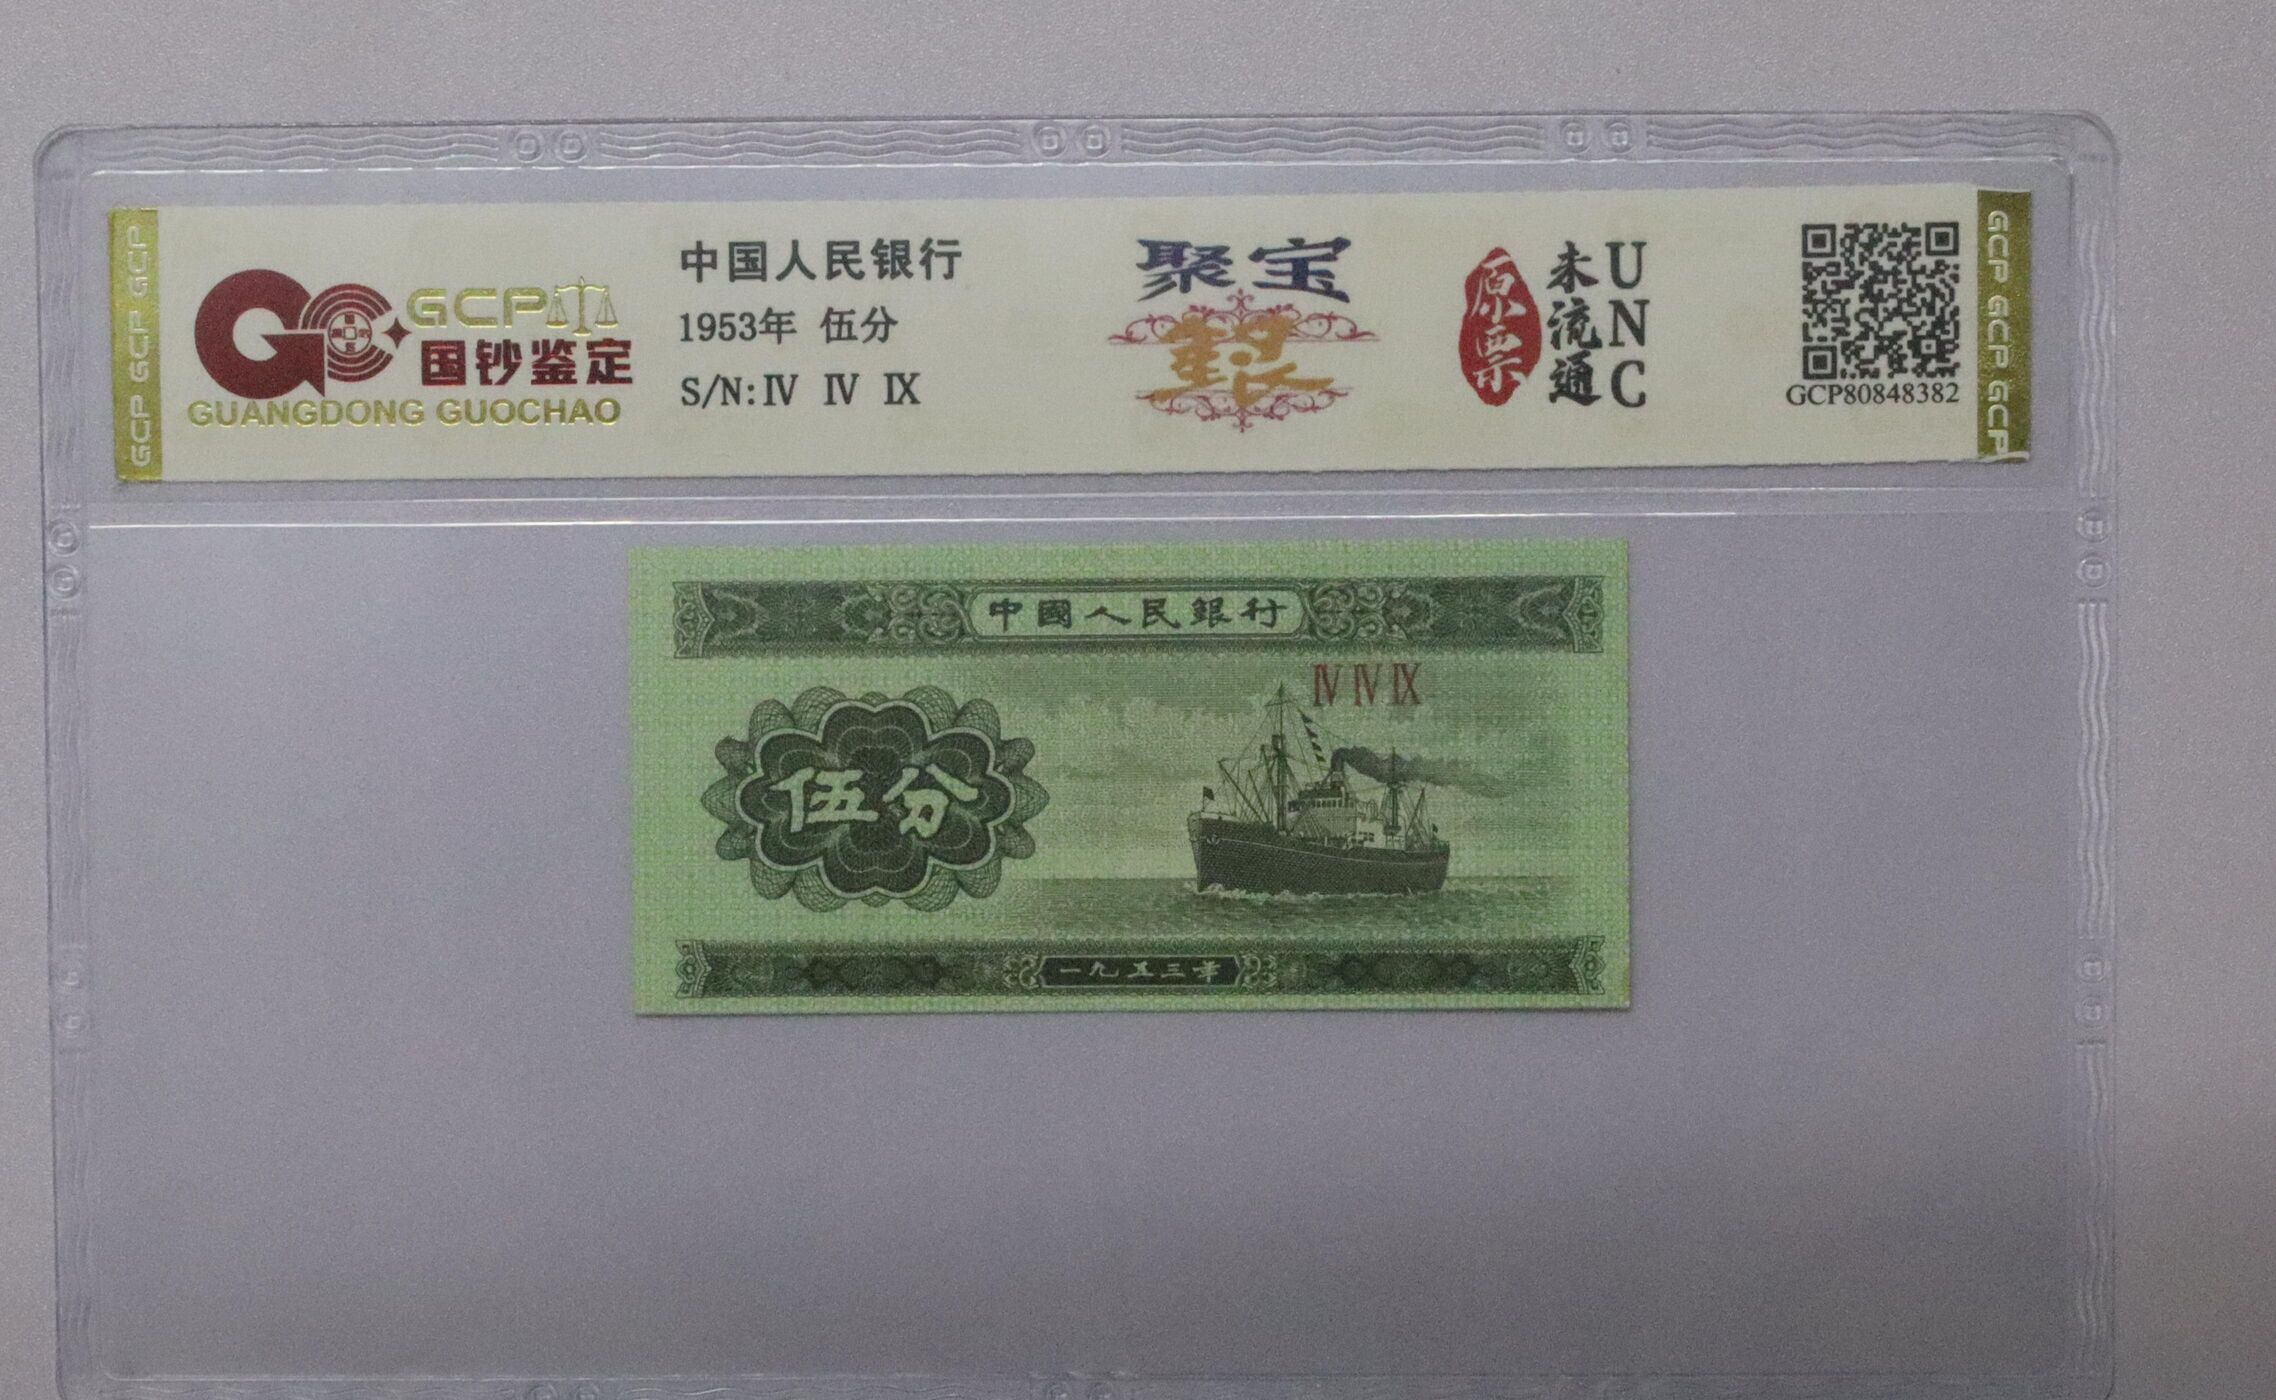 GCP GCP GCP GCP
GCP
国钞鉴定
GUANGDONG GUOCHAO
中国人民银行
1953年 伍分
S/N:Ⅳ Ⅳ Ⅸ
聚宝
原票
未流通
UNC
GCP80848382
GCP GCP GCP GCP
中國人民銀行
Ⅳ Ⅳ Ⅸ
伍分
一九五三年